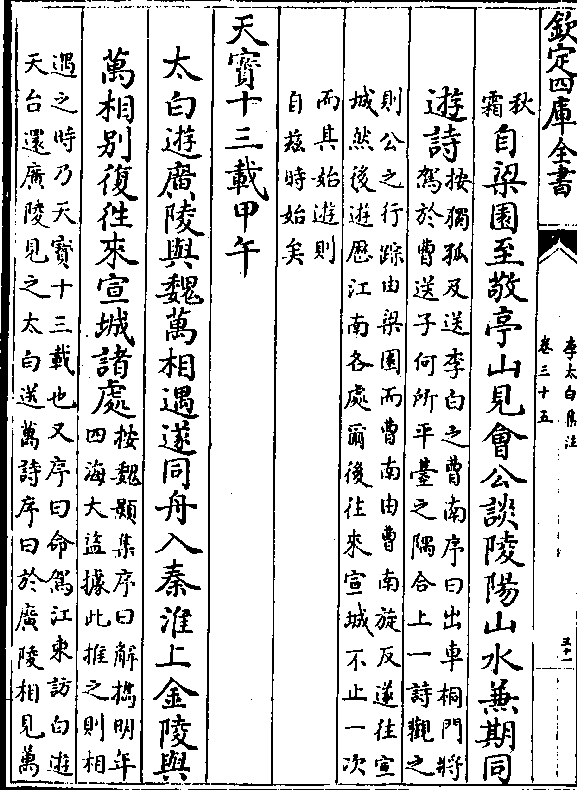 欽定四庫全書
李太白集注
卷三十五
三十一
秋
霜
自梁園至敬亭山見會公談陵陽山水兼期同
遊詩
按獨孤及送李白之曹南序曰出車桐門將
駕於曹送子何所平臺之隅合上一詩觀之
則公之行踪由梁園而曹南由曹南旋反遂往宣
城然後遊歴江南各處爾後往來宣城不止一次
而其始遊則
自兹時始矣
天寳十三載甲午
太白遊廣陵與魏萬相遇遂同舟入秦淮上金陵與
萬相别復往來宣城諸處
按魏顥集序曰解擕明年
四海大盜據此推之則相
遇之時乃天寳十三載也又序曰命駕江東訪白遊
天台還廣陵見之太白送萬詩序曰於廣陵相見萬